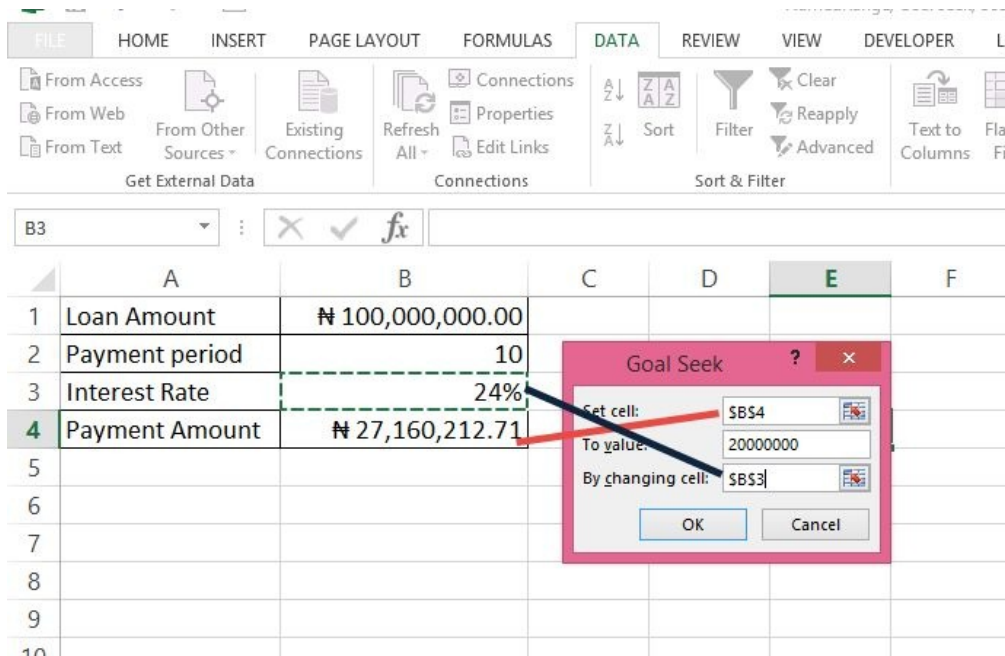 FILE HOME INSERT PAGE LAYOUT FORMULAS DATA REVIEW VIEW DEVELOPER L
From Access
From Web
From Text
From Other
Sources
Get External Data
Existing
Connections
Refresh
All
Connections
Properties
Edit Links
Connections
A Z
Z A
Z A
A Z
Sort
Filter
Clear
Reapply
Advanced
Sort & Filter
Text to
Columns
Fla
Fi
B3 fx
A B C D E F
1 Loan Amount ₦ 100,000,000.00
2 Payment period 10
3 Interest Rate 24%
4 Payment Amount ₦ 27,160,212.71
5
6
7
8
9
10
Goal Seek ? ×
Set cell: $B$4
To value: 20000000
By changing cell: $B$3
OK Cancel